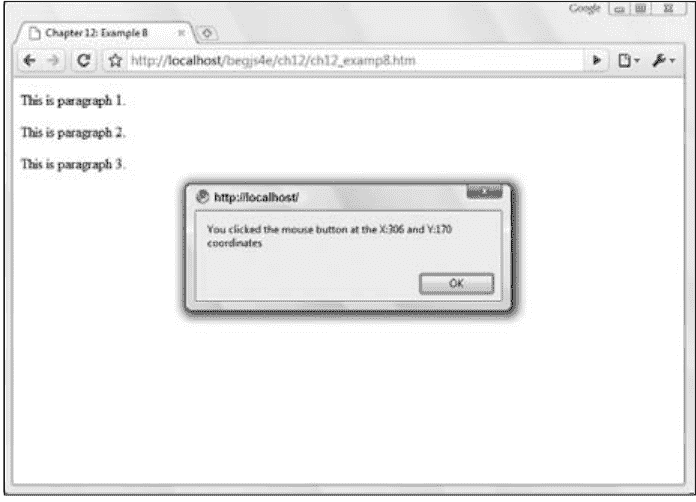 Google
Chapter 12: Example 8
http://localhost/begjs4e/ch12/ch12_examp8.htm
This is paragraph 1.
This is paragraph 2.
This is paragraph 3.
http://localhost/
You clicked the mouse button at the X:306 and Y:170
coordinates
OK